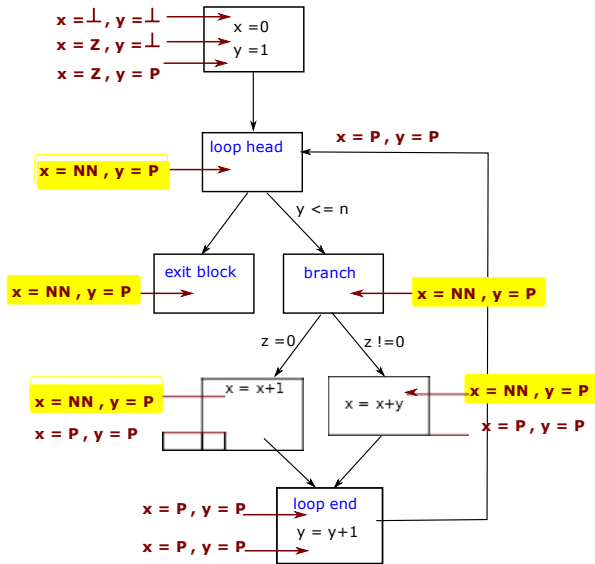 x = ⊥ , y = ⊥
x = 0
x = Z , y = ⊥
y = 1
x = Z, y = P
x = P , y = P
loop head
x = NN , y = P
y <= n
exit block
branch
x = NN , y = P
x = NN , y = P
z =0
z !=0
x = x+1
x = NN , y = P
x = NN , y = P
x = x+y
x = P, y = P
x = P , y = P
loop end
x = P , y = P
y = y+1
x = P , y = P